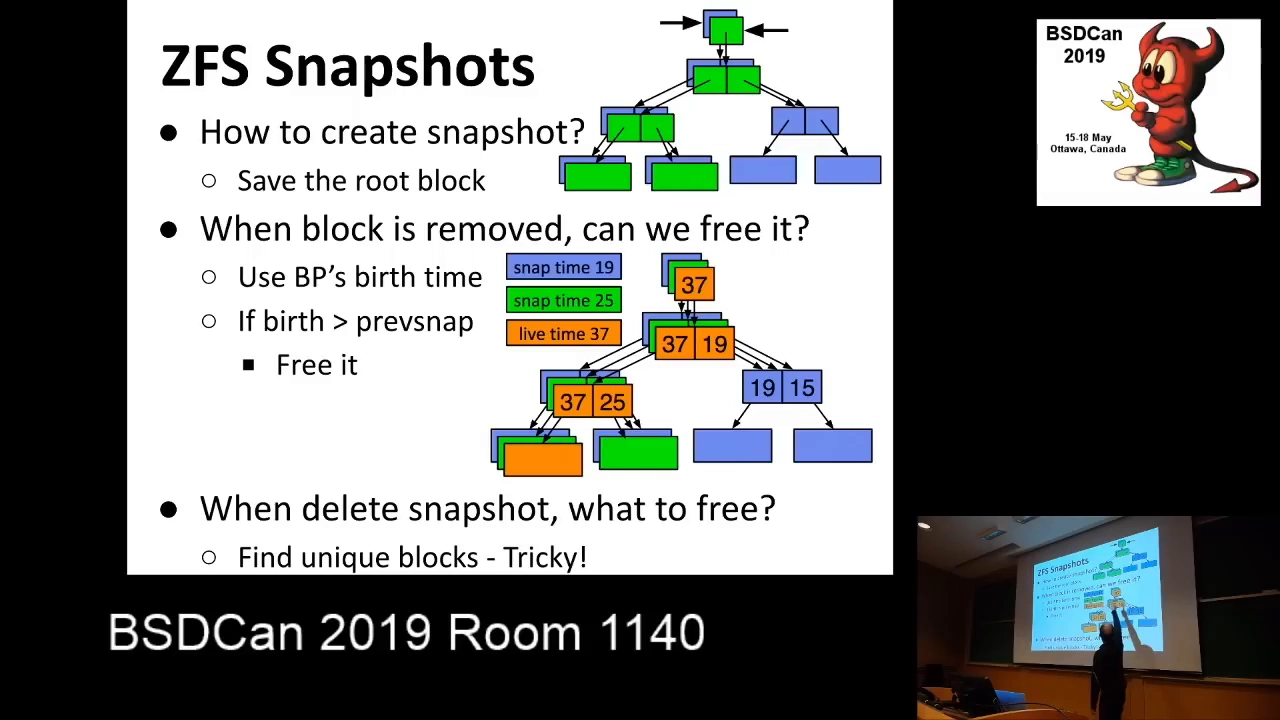 ZFS Snapshots
● How to create snapshot?
○ Save the root block
● When block is removed, can we free it?
○ Use BP's birth time
○ If birth > prevsnap
■ Free it
snap time 19
snap time 25
live time 37
37
37 19
37 25
19 15
● When delete snapshot, what to free?
○ Find unique blocks - Tricky!
BSDCan
2019
15-18 May
Ottawa, Canada
BSDCan 2019 Room 1140
ZFS Snapshots